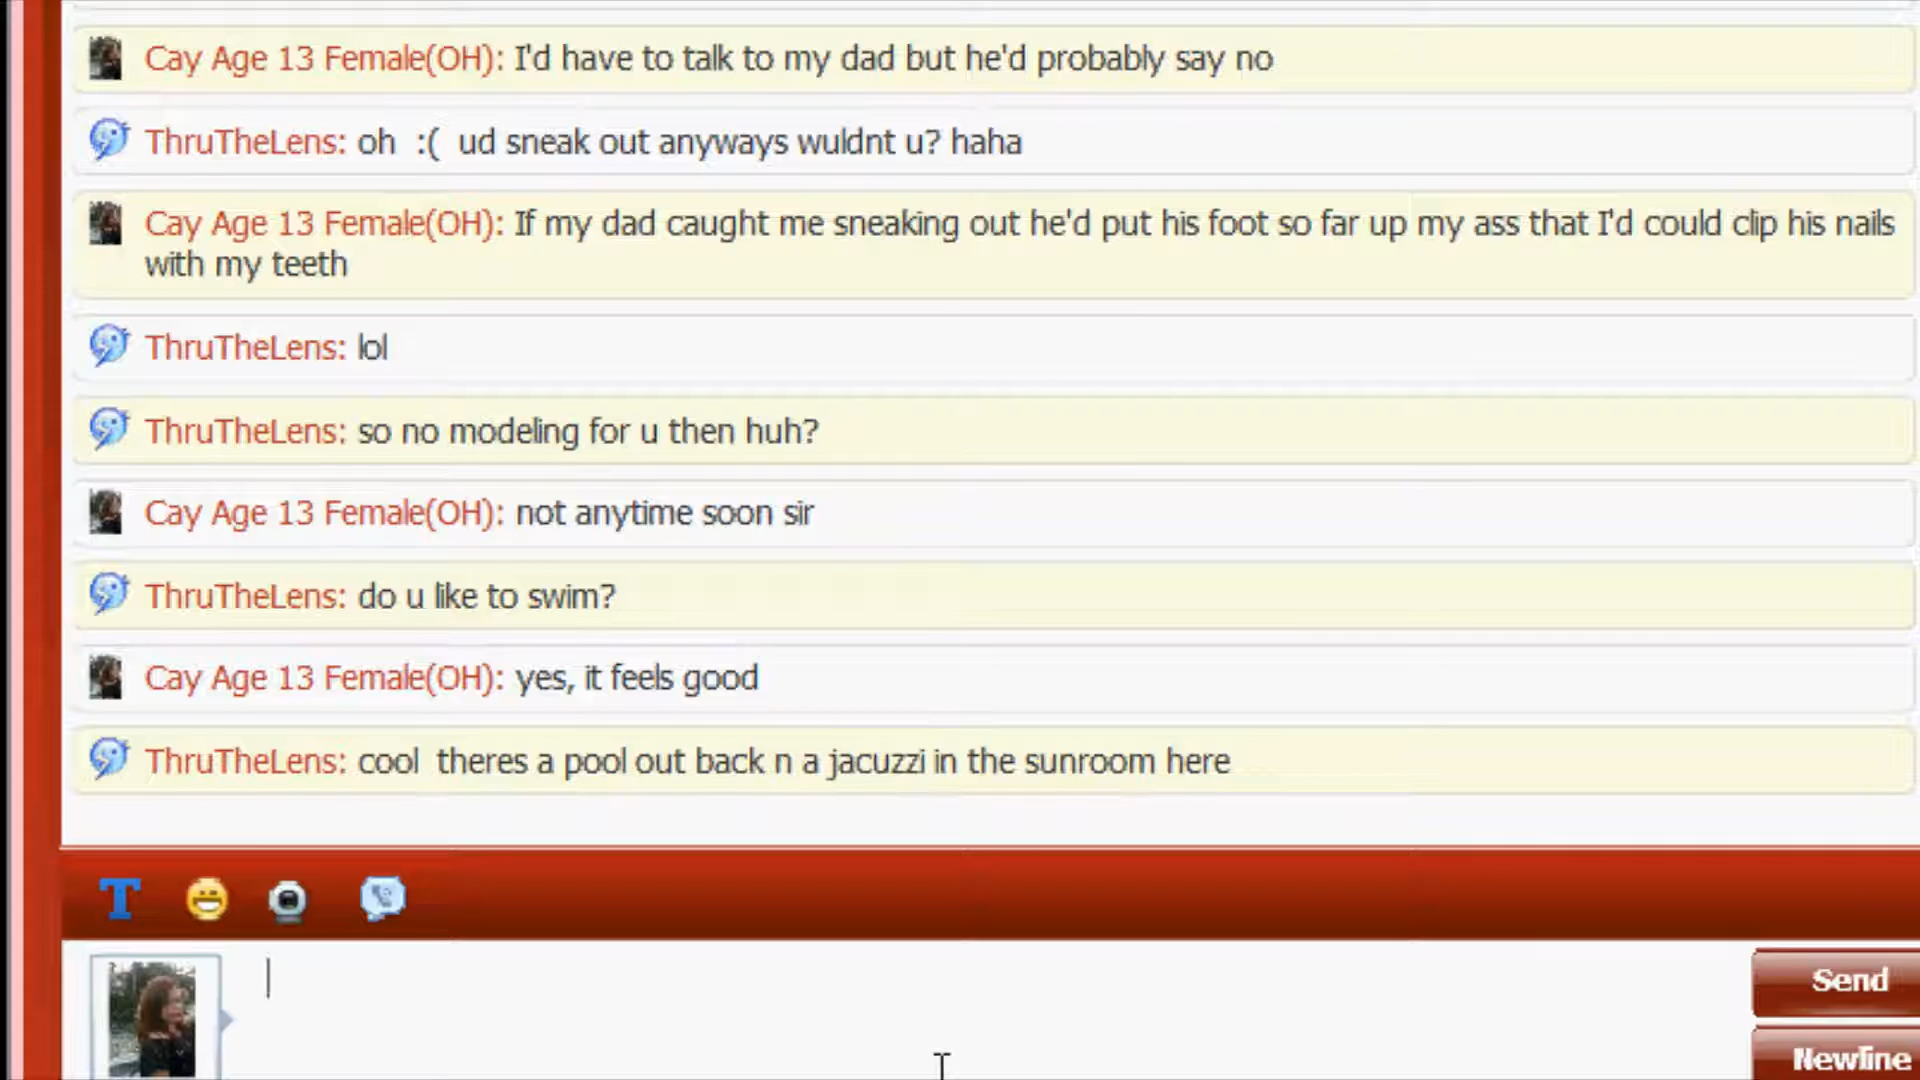 Cay Age 13 Female(OH): I'd have to talk to my dad but he'd probably say no
ThruTheLens: oh :( ud sneak out anyways wuldnt u? haha
Cay Age 13 Female(OH): If my dad caught me sneaking out he'd put his foot so far up my ass that I'd could clip his nails
with my teeth
ThruTheLens: lol
ThruTheLens: so no modeling for u then huh?
Cay Age 13 Female(OH): not anytime soon sir
ThruTheLens: do u like to swim?
Cay Age 13 Female(OH): yes, it feels good
ThruTheLens: cool theres a pool out back n a jacuzzi in the sunroom here
T
Send
Newline